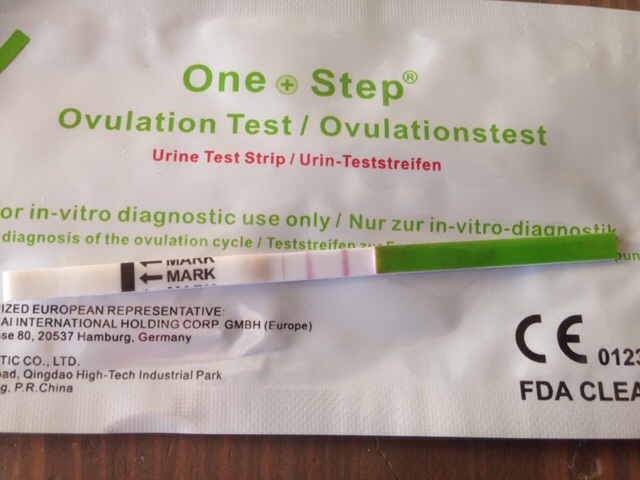 One + Step®
Ovulation Test / Ovulationstest
Urine Test Strip / Urin-Teststreifen
or in-vitro diagnostic use only / Nur zur in-vitro-diagnostik
diagnosis of the ovulation cycle / Teststreifen
MARK
MARK
IZED EUROPEAN REPRESENTATIVE:
AI INTERNATIONAL HOLDING CORP. GMBH (Europe)
sse 80, 20537 Hamburg, Germany
TIC CO., LTD.
oad, Qingdao High-Tech Industrial Park
g, P.R.China
CE 0123
FDA CLEA